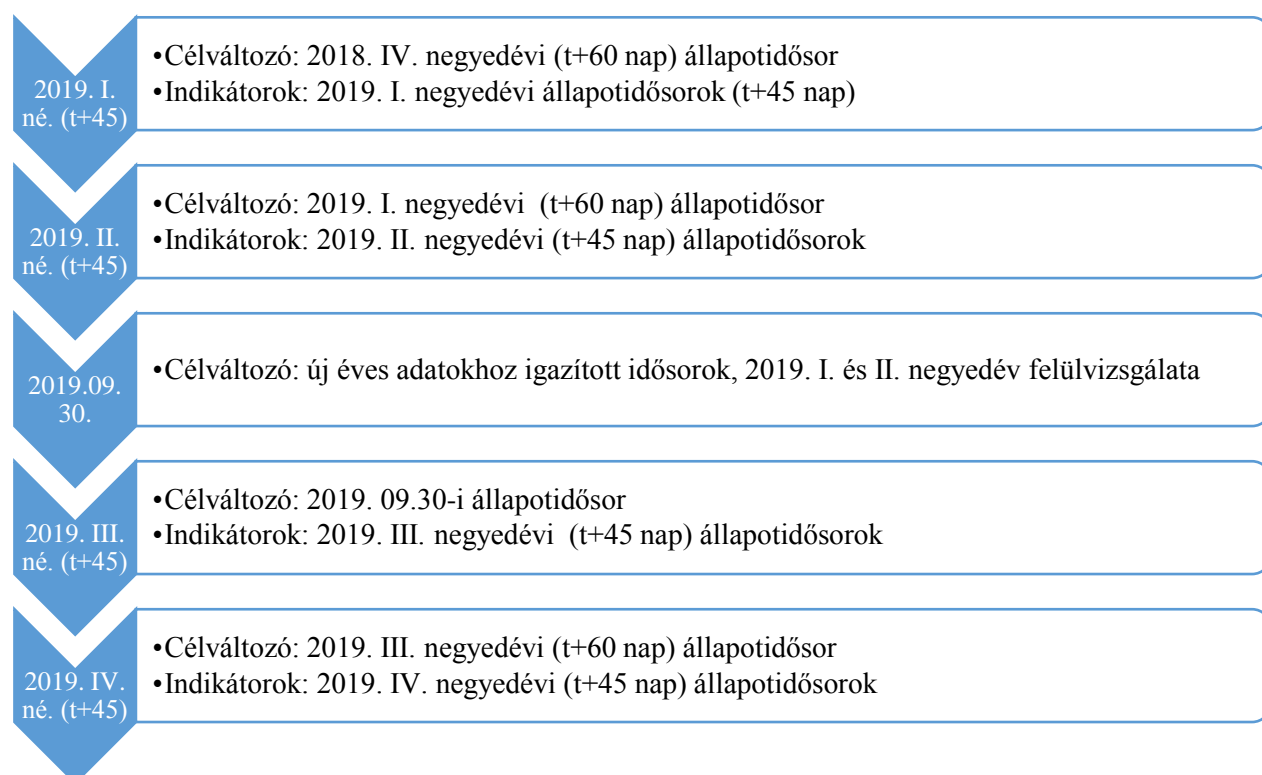 2019. I.
né. (t+45)
•Célváltozó: 2018. IV. negyedévi (t+60 nap) állapotidősor
•Indikátorok: 2019. I. negyedévi állapotidősorok (t+45 nap)
2019. II.
né. (t+45)
•Célváltozó: 2019. I. negyedévi (t+60 nap) állapotidősor
•Indikátorok: 2019. II. negyedévi (t+45 nap) állapotidősorok
2019.09.
30.
•Célváltozó: új éves adatokhoz igazított idősorok, 2019. I. és II. negyedév felülvizsgálata
2019. III.
né. (t+45)
•Célváltozó: 2019. 09.30-i állapotidősor
•Indikátorok: 2019. III. negyedévi (t+45 nap) állapotidősorok
2019. IV.
né. (t+45)
•Célváltozó: 2019. III. negyedévi (t+60 nap) állapotidősor
•Indikátorok: 2019. IV. negyedévi (t+45 nap) állapotidősorok